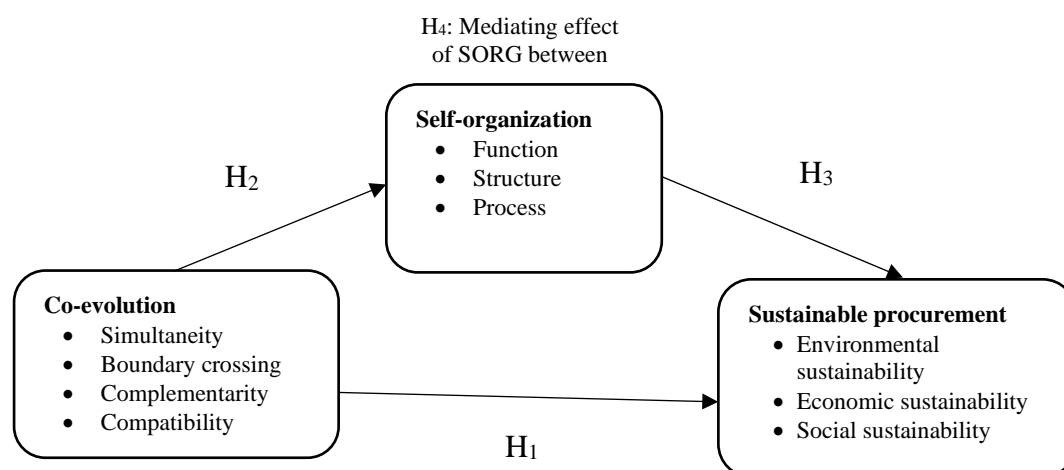 H4: Mediating effect
of SORG between
Self-organization
• Function
• Structure
• Process
H2
H3
Co-evolution
• Simultaneity
• Boundary crossing
• Complementarity
• Compatibility
Sustainable procurement
• Environmental
sustainability
• Economic sustainability
• Social sustainability
H1